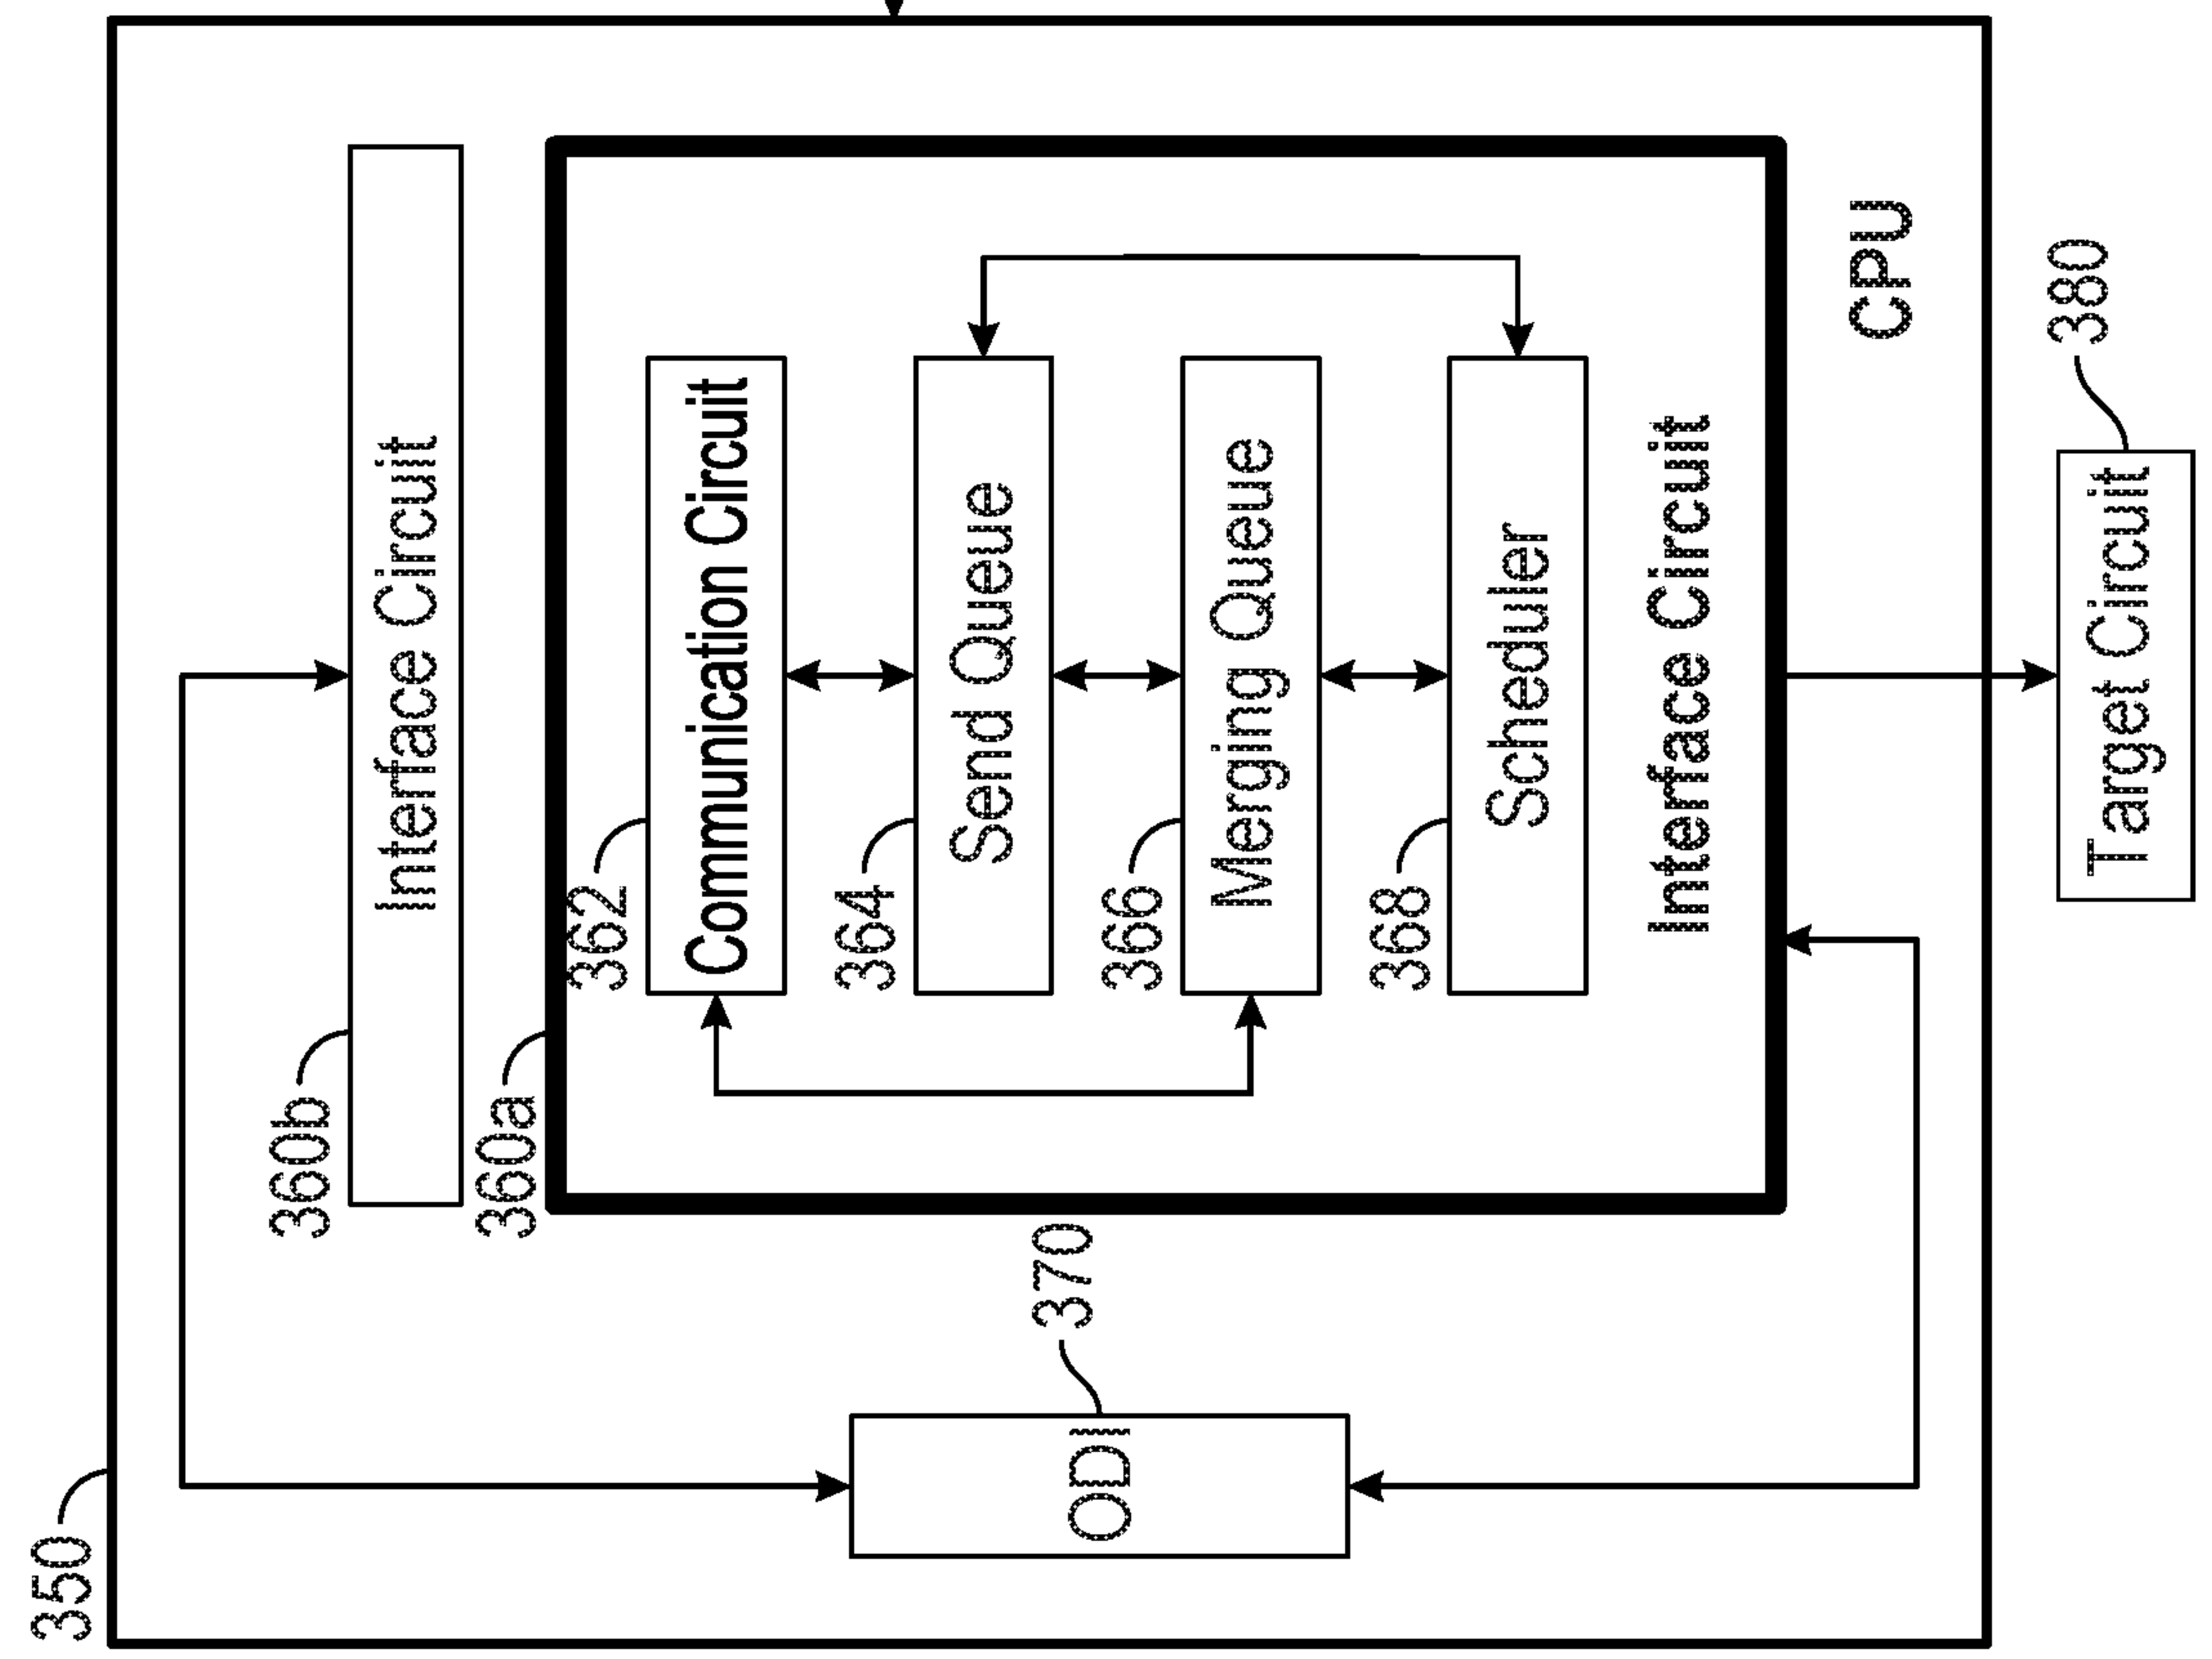 350
360b
Interface Circuit
360a
362
Communication Circuit
364
Send Queue
366
Merging Queue
368
Scheduler
Interface Circuit
CPU
370
ODI
380
Target Circuit